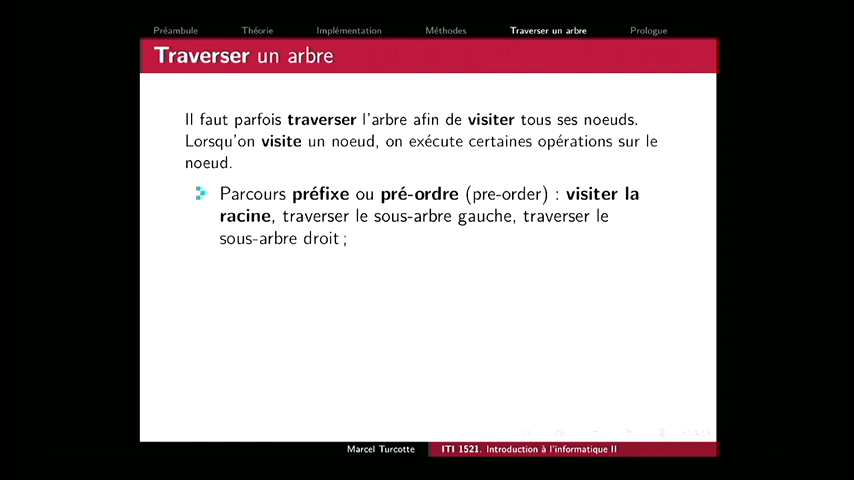 Préambule Théorie Implémentation Méthodes Traverser un arbre Prologue
Traverser un arbre
Il faut parfois traverser l'arbre afin de visiter tous ses noeuds.
Lorsqu'on visite un noeud, on exécute certaines opérations sur le
noeud.
Parcours préfixe ou pré-ordre (pre-order) : visiter la
racine, traverser le sous-arbre gauche, traverser le
sous-arbre droit ;
Marcel Turcotte ITI 1521. Introduction à l'informatique II